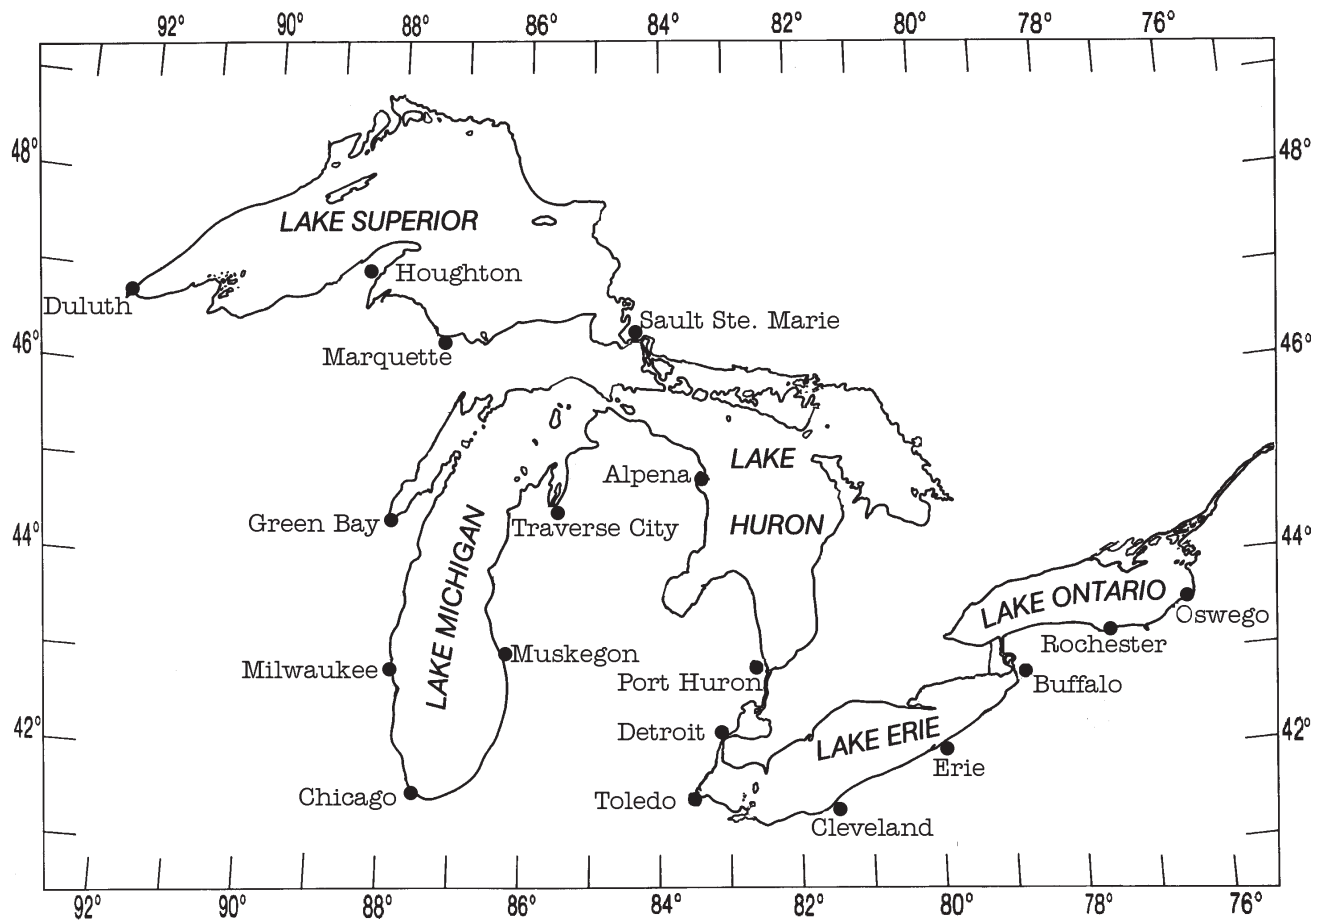 92° 90° 88° 86° 84° 82° 80° 78° 76°
48° 48°
LAKE SUPERIOR
Houghton
Duluth
Sault Ste. Marie
46° 46°
Marquette
LAKE
Alpena
HURON
Green Bay
Traverse City
44° 44°
LAKE MICHIGAN
LAKE ONTARIO
Oswego
Rochester
Milwaukee
Muskegon
Port Huron
Buffalo
42° 42°
Detroit
LAKE ERIE
Erie
Chicago
Toledo
Cleveland
92° 90° 88° 86° 84° 82° 80° 78° 76°